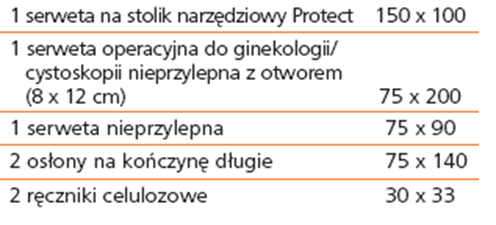 1 serweta na stolik narzędziowy Protect 150 x 100
1 serweta operacyjna do ginekologii/
cystoskopii nieprzylepna z otworem
(8 x 12 cm) 75 x 200
1 serweta nieprzylepna 75 x 90
2 osłony na kończynę długie 75 x 140
2 ręczniki celulozowe 30 x 33